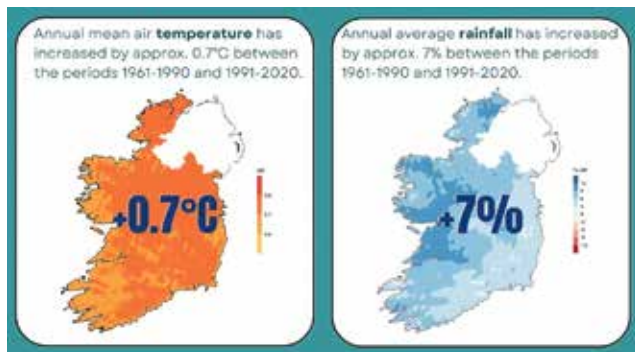 Annual mean air temperature has
increased by approx. 0.7°C between
the periods 1961-1990 and 1991-2020.
+0.7°C
Annual average rainfall has increased
by approx. 7% between the periods
1961-1990 and 1991-2020.
+7%